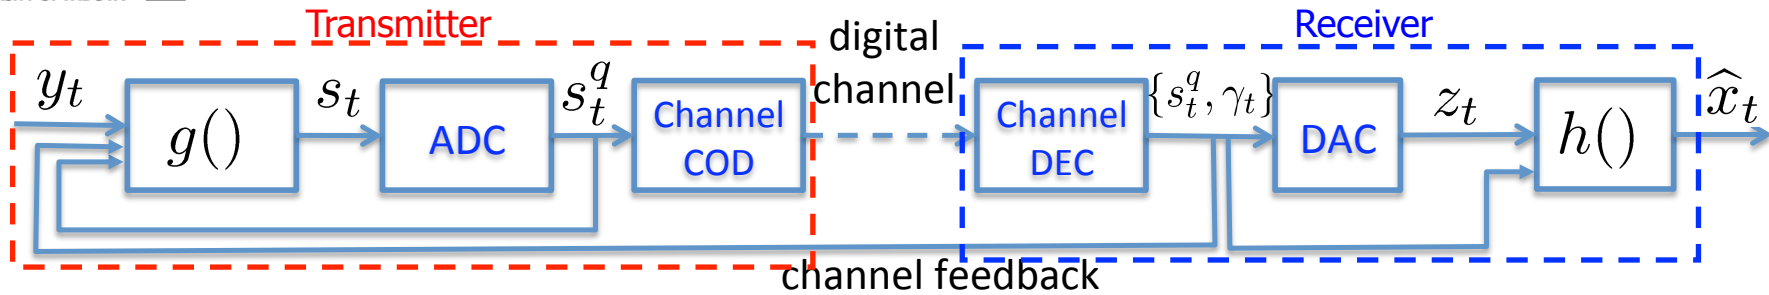 Transmitter
Receiver
digital
channel
y_t
g()
s_t
ADC
s_t^q
Channel
COD
Channel
DEC
{s_t^q, γ_t}
DAC
z_t
h()
x̂_t
channel feedback